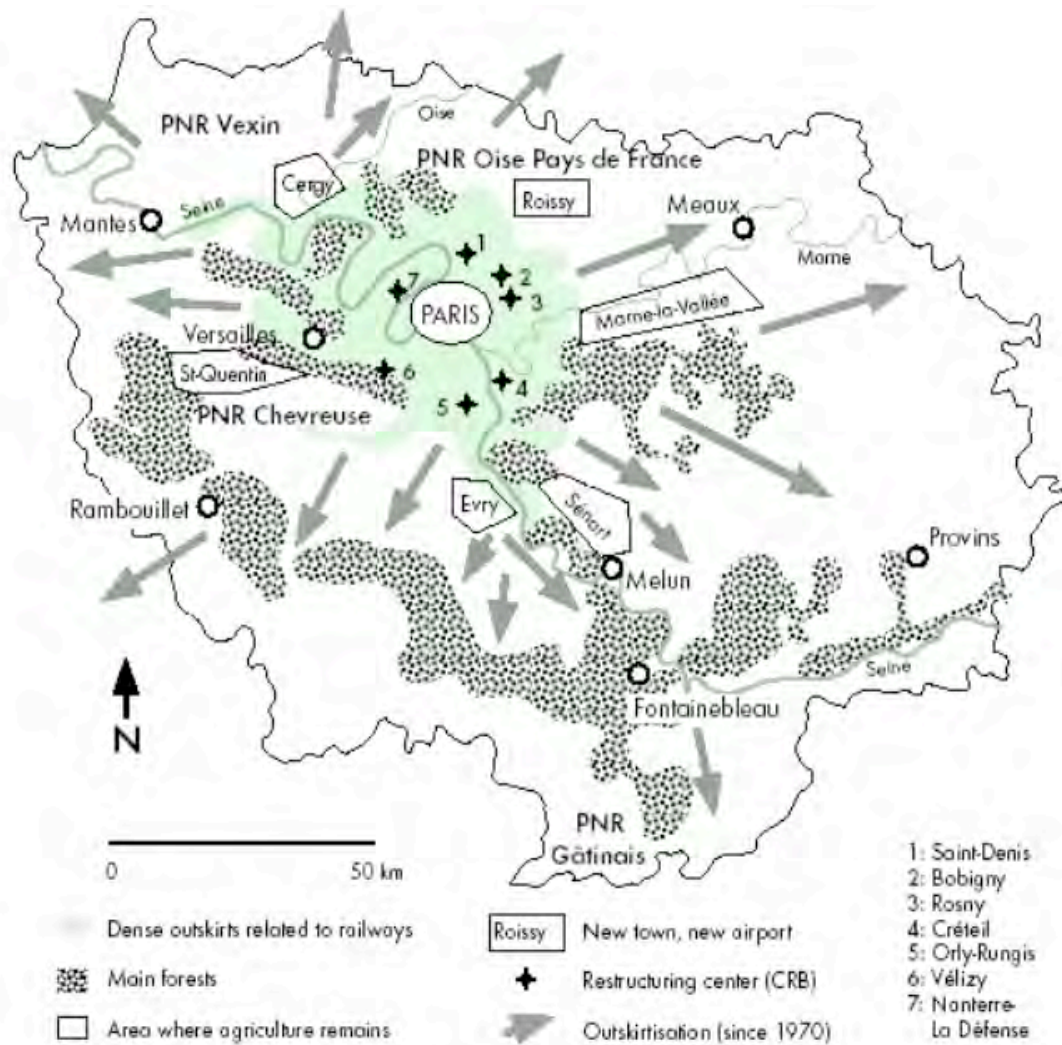 PNR Vexin
Oise
PNR Oise Pays de France
Cergy
Roissy
Mantes
Seine
Meaux
Marne
1
2
3
7
PARIS
Marne-la-Vallée
Versailles
St-Quentin
6
4
5
PNR Chevreuse
Evry
Sénart
Rambouillet
Provins
Melun
Seine
Fontainebleau
N
PNR
Gâtinais
0 50 km
Dense outskirts related to railways
Main forests
Area where agriculture remains
Roissy New town, new airport
Restructuring center (CRB)
Outskirtisation (since 1970)
1: Saint-Denis
2: Bobigny
3: Rosny
4: Créteil
5: Orly-Rungis
6: Vélizy
7: Nanterre-
La Défense